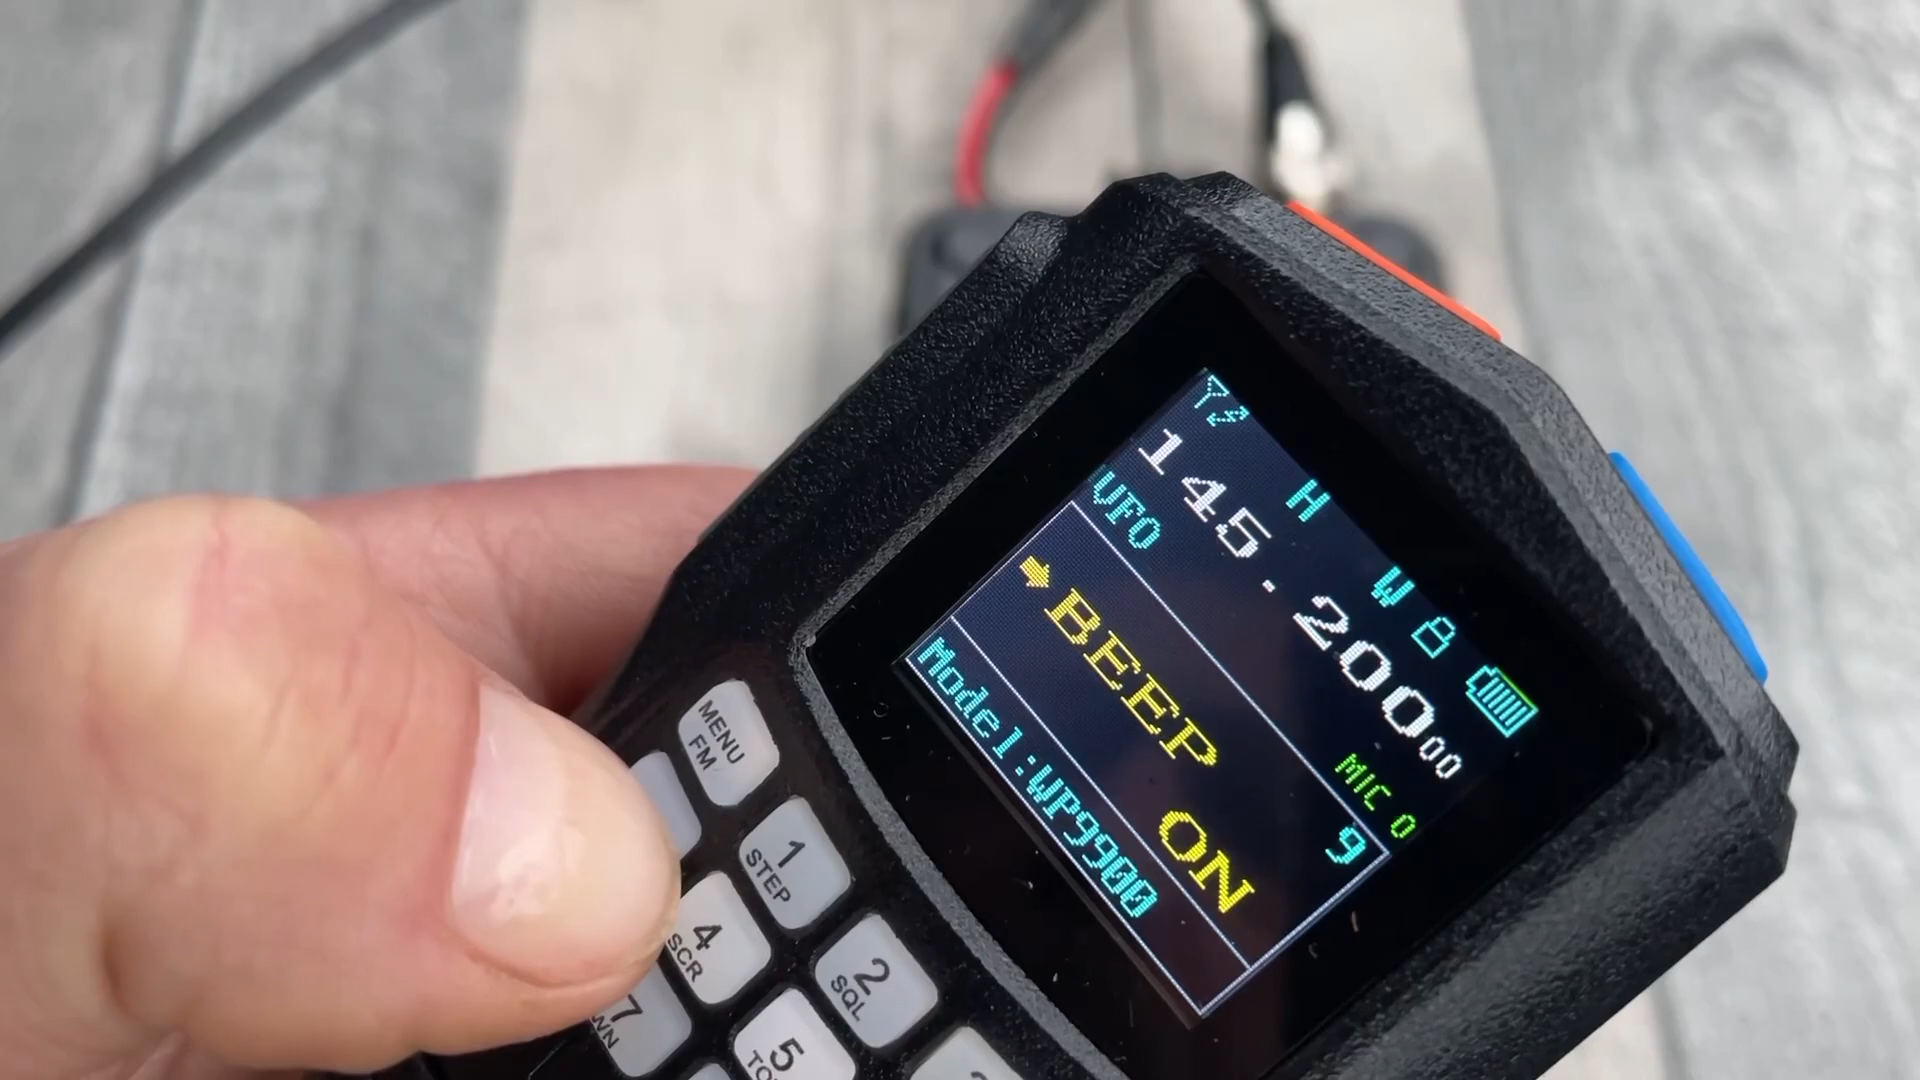 H W
145.20000
VFO MIC 0
BEEP 9
ON
Model:WP9900
MENU
FM
1
STEP
2
SQL
4
SCR
5
7